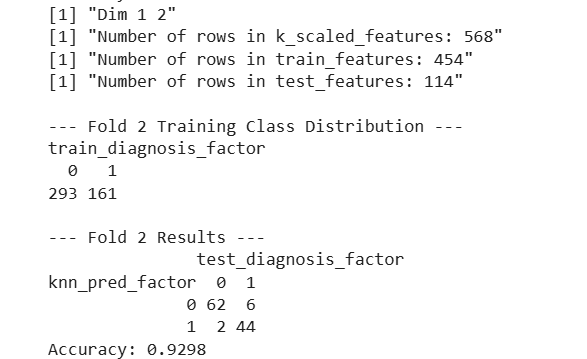 [1] "Dim 1 2"
[1] "Number of rows in k_scaled_features: 568"
[1] "Number of rows in train_features: 454"
[1] "Number of rows in test_features: 114"
--- Fold 2 Training Class Distribution ---
train_diagnosis_factor
0 1
293 161
--- Fold 2 Results ---
test_diagnosis_factor
knn_pred_factor 0 1
0 62 6
1 2 44
Accuracy: 0.9298